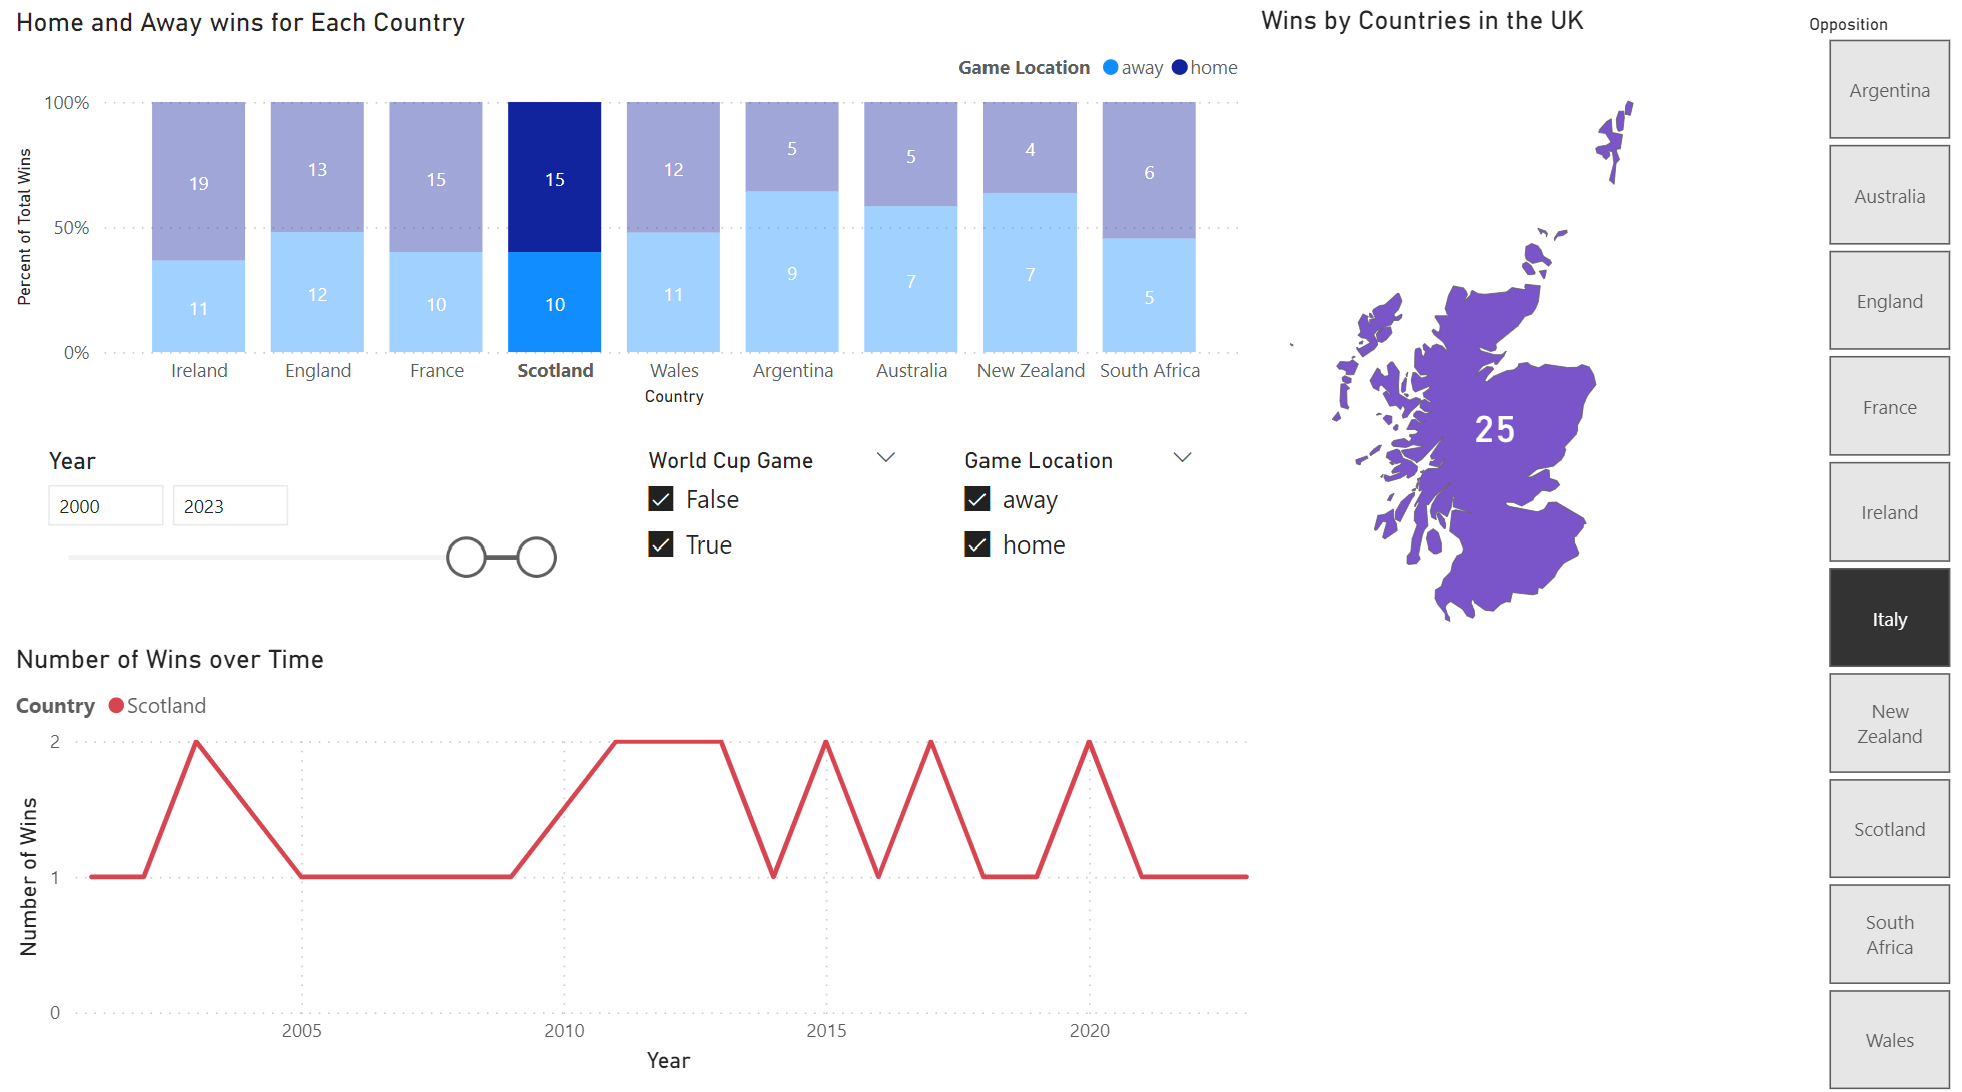 Home and Away wins for Each Country
Game Location away home
Percent of Total Wins
100%
50%
0%
19 13 15 15 12 5 5 4 6
11 12 10 10 11 9 7 7 5
Ireland England France Scotland Wales Argentina Australia New Zealand South Africa
Country
Year
2000 2023
World Cup Game
False
True
Game Location
away
home
Number of Wins over Time
Country Scotland
Number of Wins
2
1
0
2005 2010 2015 2020
Year
Wins by Countries in the UK
25
Opposition
Argentina
Australia
England
France
Ireland
Italy
New
Zealand
Scotland
South
Africa
Wales